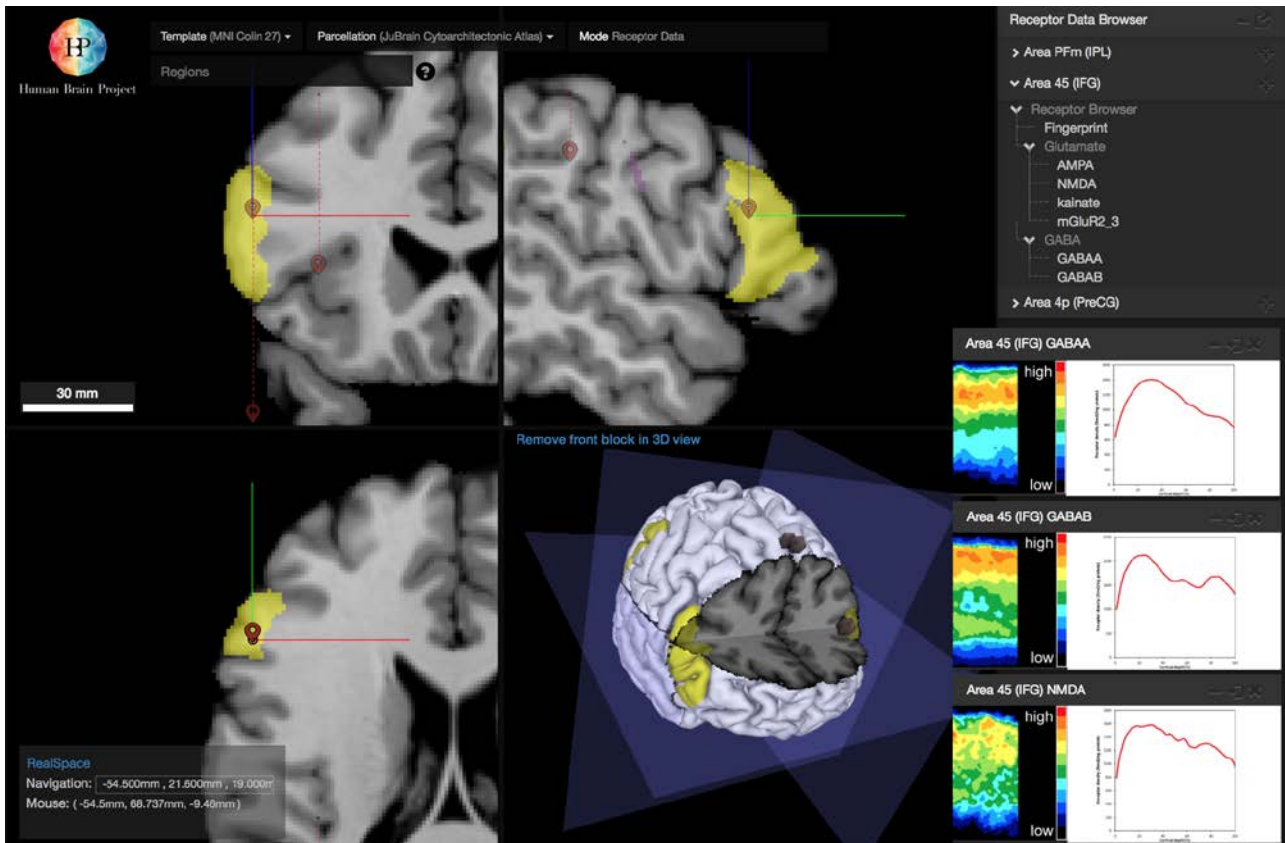 HP
Human Brain Project
Template (MNI Colin 27)
Parcellation (JuBrain Cytoarchitectonic Atlas)
Mode Receptor Data
Regions
?
30 mm
Remove front block in 3D view
RealSpace
Navigation: -54.500mm , 21.600mm , 19.000m
Mouse: ( -54.5mm, 68.737mm, -9.46mm )
Receptor Data Browser
Area PFm (IPL)
Area 45 (IFG)
Receptor Browser
Fingerprint
Glutamate
AMPA
NMDA
kainate
mGluR2_3
GABA
GABAA
GABAB
Area 4p (PreCG)
Area 45 (IFG) GABAA
high
low
Area 45 (IFG) GABAB
high
low
Area 45 (IFG) NMDA
high
low